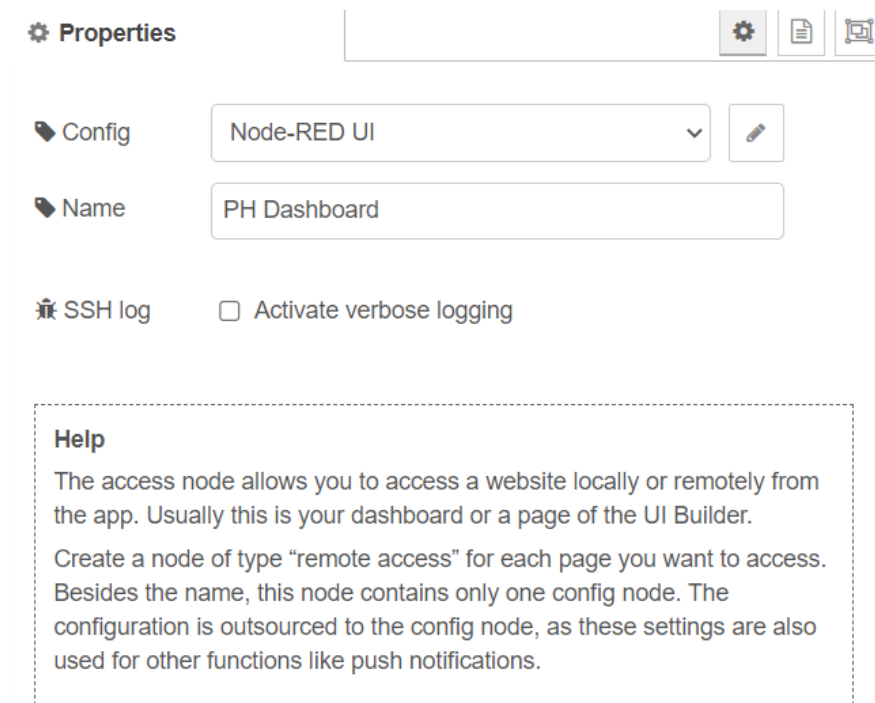 Properties
Config
Node-RED UI
Name
PH Dashboard
SSH log
Activate verbose logging
Help
The access node allows you to access a website locally or remotely from
the app. Usually this is your dashboard or a page of the UI Builder.
Create a node of type “remote access” for each page you want to access.
Besides the name, this node contains only one config node. The
configuration is outsourced to the config node, as these settings are also
used for other functions like push notifications.